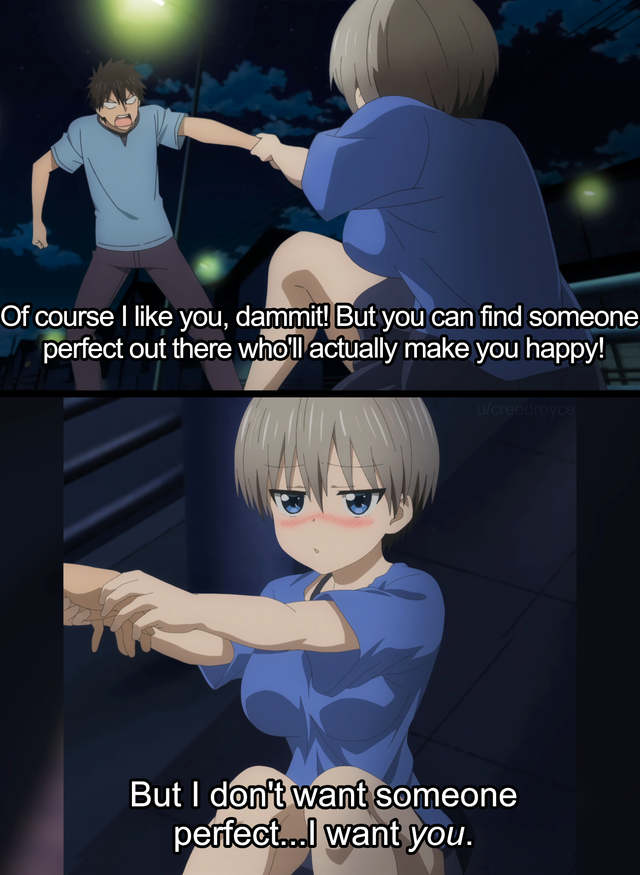 Of course I like you, dammit! But you can find someone
perfect out there who'll actually make you happy!
u/creedroyce
But I don't want someone
perfect...I want you.